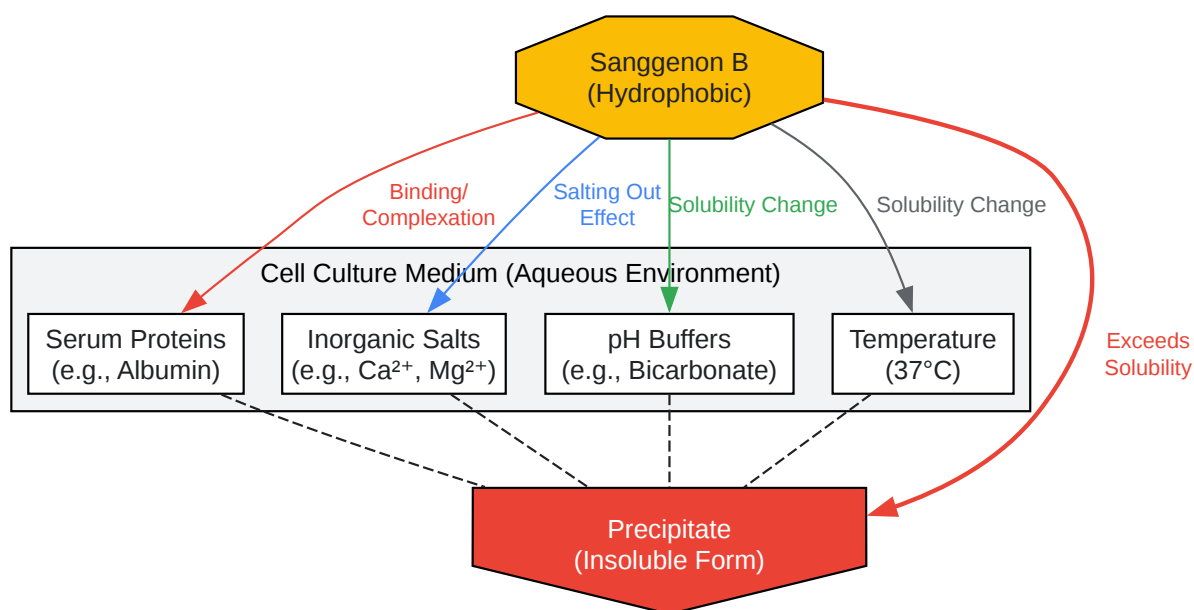 Sanggenon B
(Hydrophobic)
Binding/
Complexation
Salting Out
Effect
Solubility Change
Solubility Change
Exceeds
Solubility
Cell Culture Medium (Aqueous Environment)
Serum Proteins
(e.g., Albumin)
Inorganic Salts
(e.g., Ca²⁺, Mg²⁺)
pH Buffers
(e.g., Bicarbonate)
Temperature
(37°C)
Precipitate
(Insoluble Form)